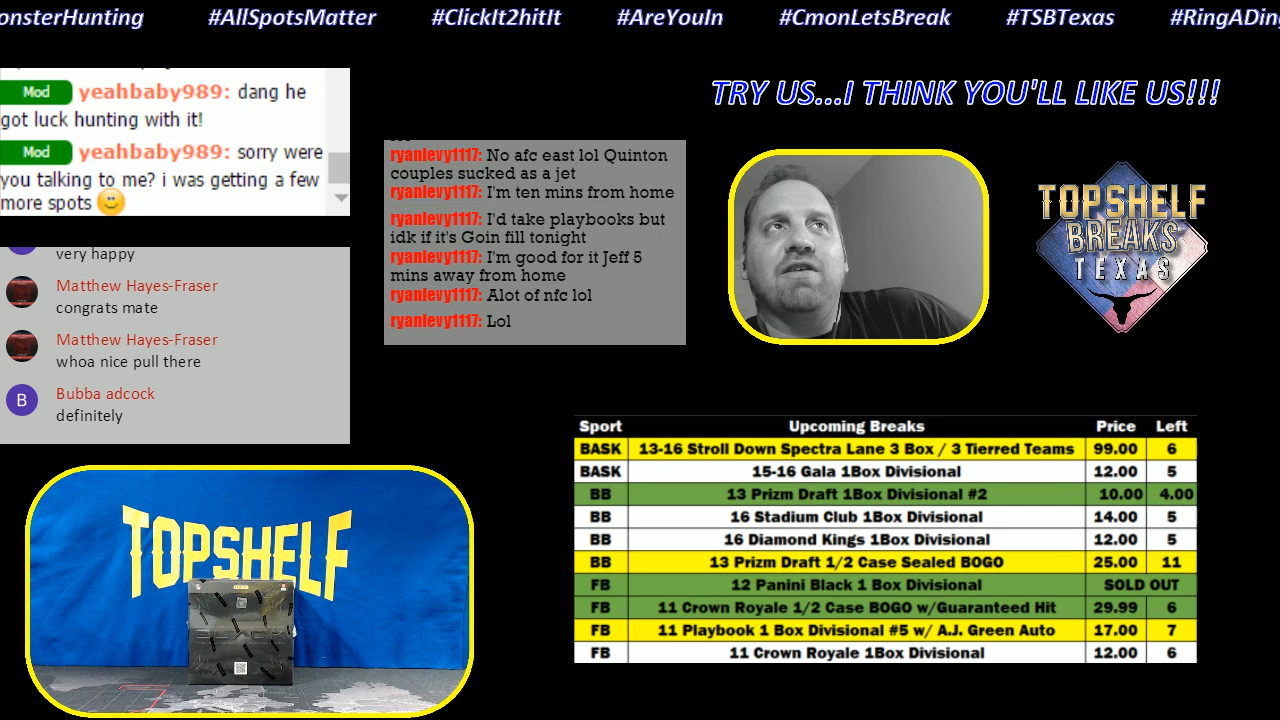 onsterHunting #AllSpotsMatter #ClickIt2hitIt #AreYouIn #CmonLetsBreak #TSBTexas #RingADing
Mod yeahbaby989: dang he
got luck hunting with it!
Mod yeahbaby989: sorry were
you talking to me? i was getting a few
more spots
very happy
Matthew Hayes-Fraser
congrats mate
Matthew Hayes-Fraser
whoa nice pull there
B Bubba adcock
definitely
ryanlevy1117: No afc east lol Quinton
couples sucked as a jet
ryanlevy1117: I'm ten mins from home
ryanlevy1117: I'd take playbooks but
idk if it's Goin fill tonight
ryanlevy1117: I'm good for it Jeff 5
mins away from home
ryanlevy1117: Alot of nfc lol
ryanlevy1117: Lol
TRY US...I THINK YOU'LL LIKE US!!!
TOPSHELF
BREAKS
TEXAS
TOPSHELF
Sport Upcoming Breaks Price Left
BASK 13-16 Stroll Down Spectra Lane 3 Box / 3 Tierred Teams 99.00 6
BASK 15-16 Gala 1Box Divisional 12.00 5
BB 13 Prizm Draft 1Box Divisional #2 10.00 4.00
BB 16 Stadium Club 1Box Divisional 14.00 5
BB 16 Diamond Kings 1Box Divisional 12.00 5
BB 13 Prizm Draft 1/2 Case Sealed BOGO 25.00 11
FB 12 Panini Black 1 Box Divisional SOLD OUT
FB 11 Crown Royale 1/2 Case BOGO w/Guaranteed Hit 29.99 6
FB 11 Playbook 1 Box Divisional #5 w/ A.J. Green Auto 17.00 7
FB 11 Crown Royale 1Box Divisional 12.00 6